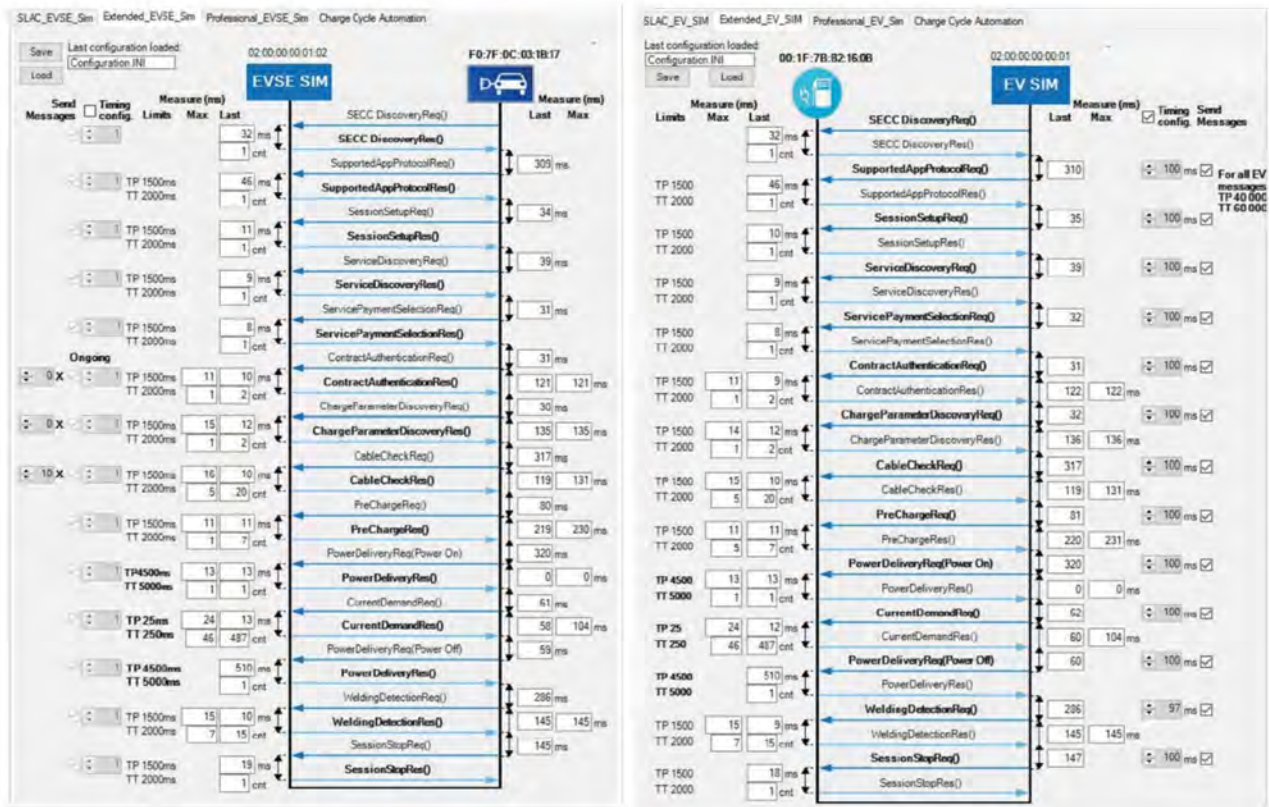 SLAC_EVSE_Sim Extended_EVSE_Sim Professional_EVSE_Sim Charge Cycle Automation
Save Last configuration loaded:
Configuration.INI
Load
02:00:00:00:01:02
EVSE SIM
F0:7F:0C:03:1B:17
Send Messages Timing config. Limits Measure (ms) Max Last
Measure (ms) Last Max
SECC DiscoveryReq()
1 32 ms
SECC DiscoveryRes()
1 cnt
SupportedAppProtocolReq() 309 ms
1 TP 1500ms 46 ms
SupportedAppProtocolRes()
TT 2000ms 1 cnt
SessionSetupReq() 34 ms
1 TP 1500ms 11 ms
SessionSetupRes()
TT 2000ms 1 cnt
ServiceDiscoveryReq() 39 ms
1 TP 1500ms 9 ms
ServiceDiscoveryRes()
TT 2000ms 1 cnt
ServicePaymentSelectionReq() 31 ms
1 TP 1500ms 8 ms
ServicePaymentSelectionRes()
TT 2000ms 1 cnt
Ongoing
ContractAuthenticationReq() 31 ms
0 X 1 TP 1500ms 11 10 ms
ContractAuthenticationRes() 121 121 ms
TT 2000ms 1 2 cnt
ChargeParameterDiscoveryReq() 30 ms
0 X 1 TP 1500ms 15 12 ms
ChargeParameterDiscoveryRes() 135 135 ms
TT 2000ms 1 2 cnt
CableCheckReq() 317 ms
10 X 1 TP 1500ms 16 10 ms
CableCheckRes() 119 131 ms
TT 2000ms 5 20 cnt
PreChargeReq() 80 ms
1 TP 1500ms 11 11 ms
PreChargeRes() 219 230 ms
TT 2000ms 1 7 cnt
PowerDeliveryReq(Power On) 320 ms
1 TP4500ms 13 13 ms
PowerDeliveryRes() 0 0 ms
TT 5000ms 1 1 cnt
CurrentDemandReq() 61 ms
1 TP 25ms 24 13 ms
CurrentDemandRes() 58 104 ms
TT 250ms 46 487 cnt
PowerDeliveryReq(Power Off) 59 ms
1 TP 4500ms 510 ms
PowerDeliveryRes()
TT 5000ms 1 cnt
WeldingDetectionReq() 286 ms
1 TP 1500ms 15 10 ms
WeldingDetectionRes() 145 145 ms
TT 2000ms 7 15 cnt
SessionStopReq() 145 ms
1 TP 1500ms 19 ms
SessionStopRes()
TT 2000ms 1 cnt
SLAC_EV_SIM Extended_EV_SIM Professional_EV_Sim Charge Cycle Automation
Last configuration loaded:
Configuration.INI
Save Load
00:1F:7B:82:16:0B
02:00:00:00:00:01
EV SIM
Limits Measure (ms) Max Last
Measure (ms) Last Max Timing config. Send Messages
SECC DiscoveryReq()
32 ms
SECC DiscoveryRes()
1 cnt
SupportedAppProtocolReq() 310 100 ms
For all EV messages
TP 40 000
TT 60 000
TP 1500 46 ms
SupportedAppProtocolRes()
TT 2000 1 cnt
SessionSetupReq() 35 100 ms
TP 1500 10 ms
SessionSetupRes()
TT 2000 1 cnt
ServiceDiscoveryReq() 39 100 ms
TP 1500 9 ms
ServiceDiscoveryRes()
TT 2000 1 cnt
ServicePaymentSelectionReq() 32 100 ms
TP 1500 8 ms
ServicePaymentSelectionRes()
TT 2000 1 cnt
ContractAuthenticationReq() 31 100 ms
TP 1500 11 9 ms
ContractAuthenticationRes() 122 122 ms
TT 2000 1 2 cnt
ChargeParameterDiscoveryReq() 32 100 ms
TP 1500 14 12 ms
ChargeParameterDiscoveryRes() 136 136 ms
TT 2000 1 2 cnt
CableCheckReq() 317 100 ms
TP 1500 15 10 ms
CableCheckRes() 119 131 ms
TT 2000 5 20 cnt
PreChargeReq() 81 100 ms
TP 1500 11 11 ms
PreChargeRes() 220 231 ms
TT 2000 5 7 cnt
PowerDeliveryReq(Power On) 320 100 ms
TP 4500 13 13 ms
PowerDeliveryRes() 0 0 ms
TT 5000 1 1 cnt
CurrentDemandReq() 62 100 ms
TP 25 24 12 ms
CurrentDemandRes() 60 104 ms
TT 250 46 487 cnt
PowerDeliveryReq(Power Off) 60 100 ms
TP 4500 510 ms
PowerDeliveryRes()
TT 5000 1 cnt
WeldingDetectionReq() 286 97 ms
TP 1500 15 9 ms
WeldingDetectionRes() 145 145 ms
TT 2000 7 15 cnt
SessionStopReq() 147 100 ms
TP 1500 18 ms
SessionStopRes()
TT 2000 1 cnt